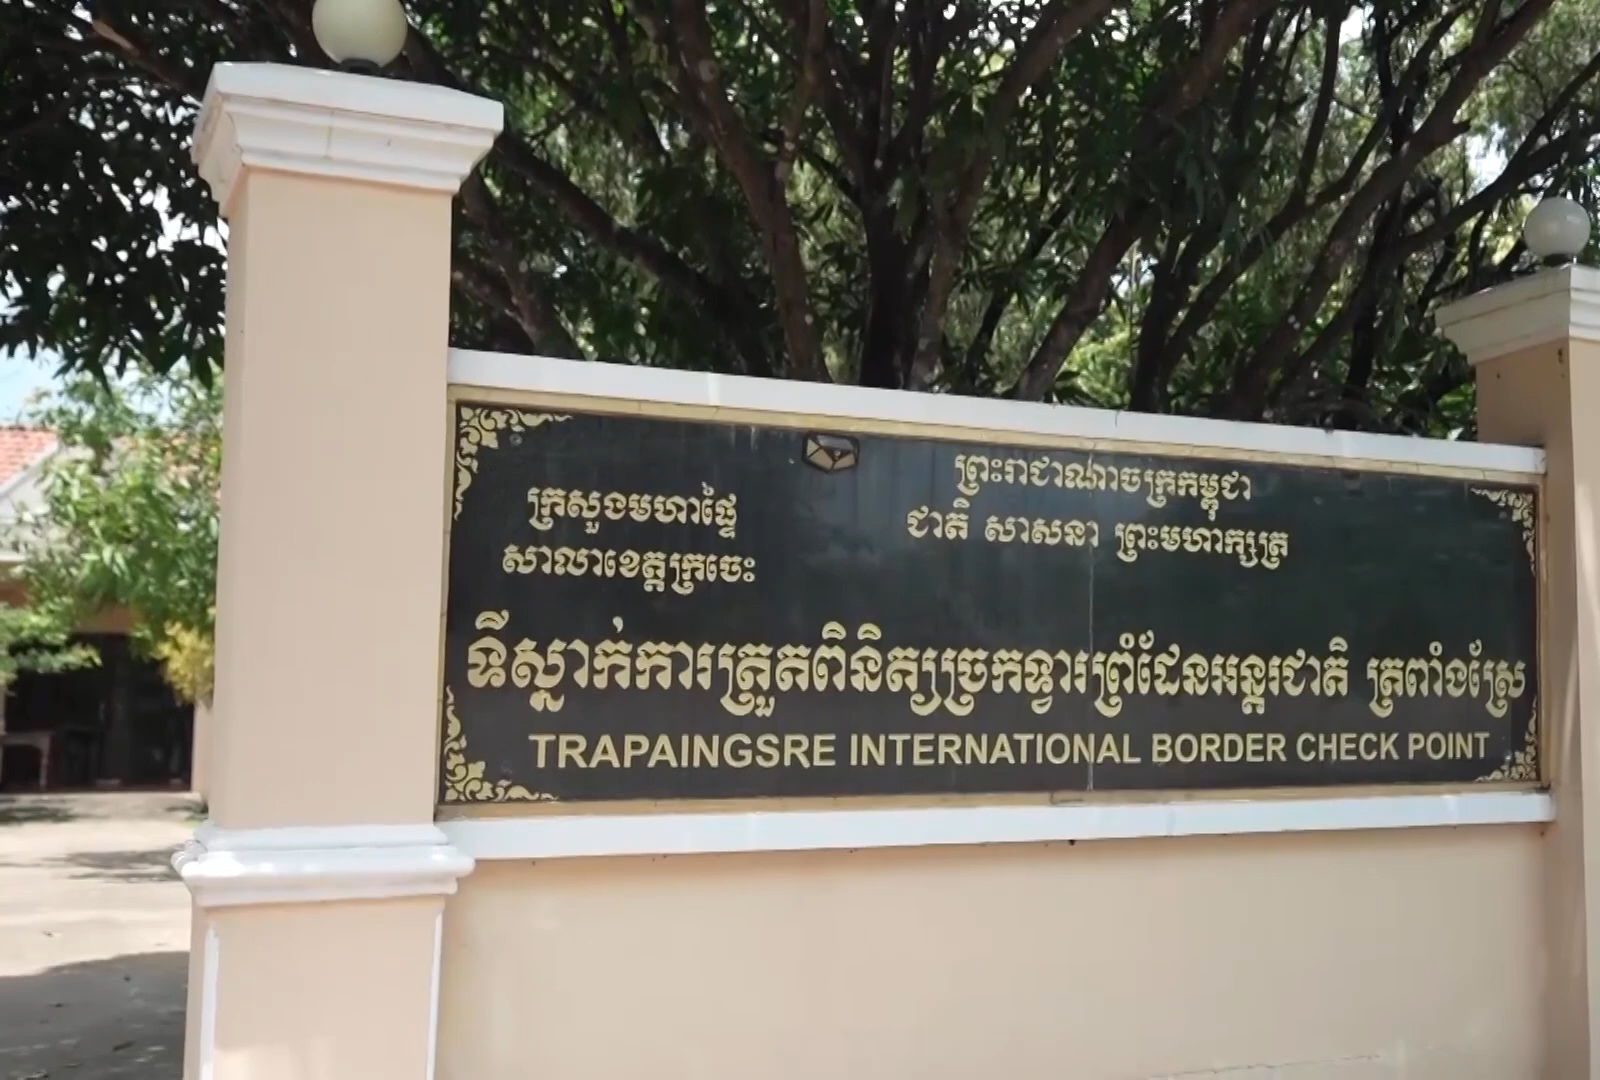 ព្រះរាជាណាចក្រកម្ពុជា
ជាតិ សាសនា ព្រះមហាក្សត្រ
ក្រសួងមហាផ្ទៃ
សាលាខេត្តក្រចេះ
ទីស្នាក់ការត្រួតពិនិត្យច្រកទ្វារព្រំដែនអន្តរជាតិ ត្រពាំងស្រែ
TRAPAINGSRE INTERNATIONAL BORDER CHECK POINT